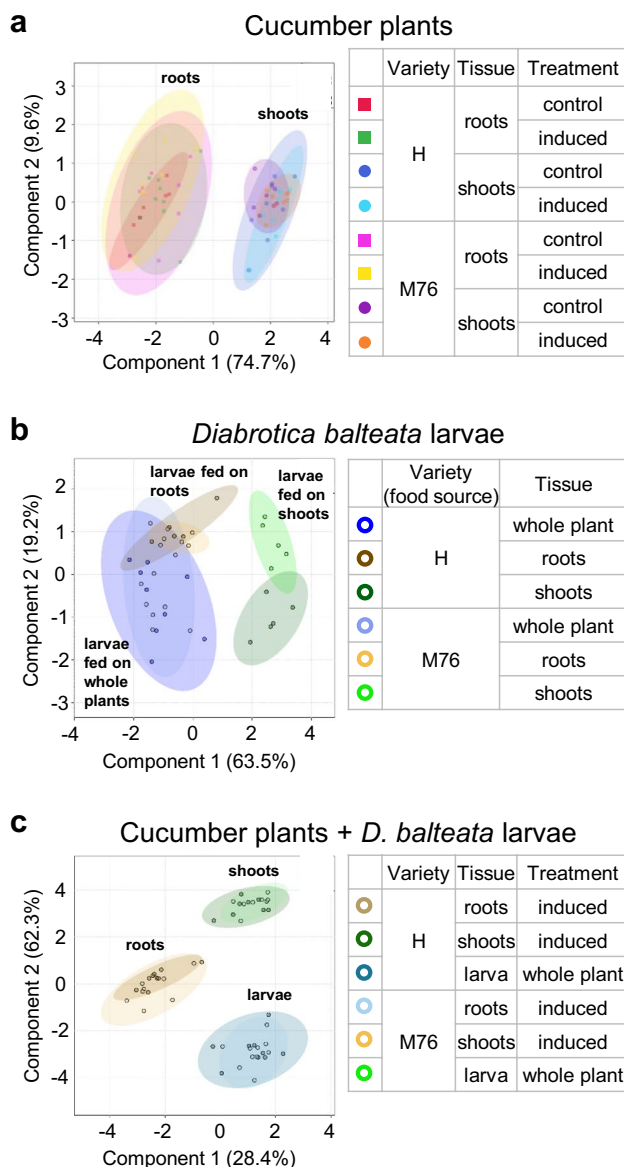 a
Cucumber plants
roots
shoots
3
2
1
0
-1
-2
-3
Component 2 (9.6%)
-4 -2 0 2 4
Component 1 (74.7%)
Variety Tissue Treatment
H roots control
induced
shoots control
induced
M76 roots control
induced
shoots control
induced
b
Diabrotica balteata larvae
larvae fed on
roots
larvae
fed on
shoots
larvae
fed on
whole
plants
2
1
0
-1
-2
-3
Component 2 (19.2%)
-4 -2 0 2 4
Component 1 (63.5%)
Variety
(food source)
Tissue
H whole plant
roots
shoots
M76 whole plant
roots
shoots
c
Cucumber plants + D. balteata larvae
shoots
roots
larvae
4
2
0
-2
-4
Component 2 (62.3%)
-4 -2 0 2 4
Component 1 (28.4%)
Variety Tissue Treatment
H roots induced
shoots induced
larva whole plant
M76 roots induced
shoots induced
larva whole plant